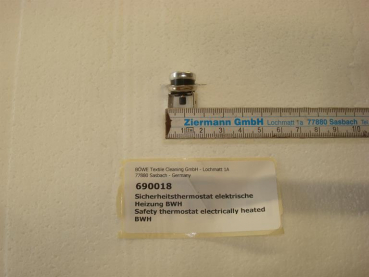 Ziermann GmbH Lochmatt 1a 77880 Sasbach
1cm 2 3 4 5 6 7 8 9 10
BÖWE Textile Cleaning GmbH - Lochmatt 1a
77880 Sasbach - Germany
690018
Sicherheitsthermostat elektrische
Heizung BWH
Safety thermostat electrically heated
BWH